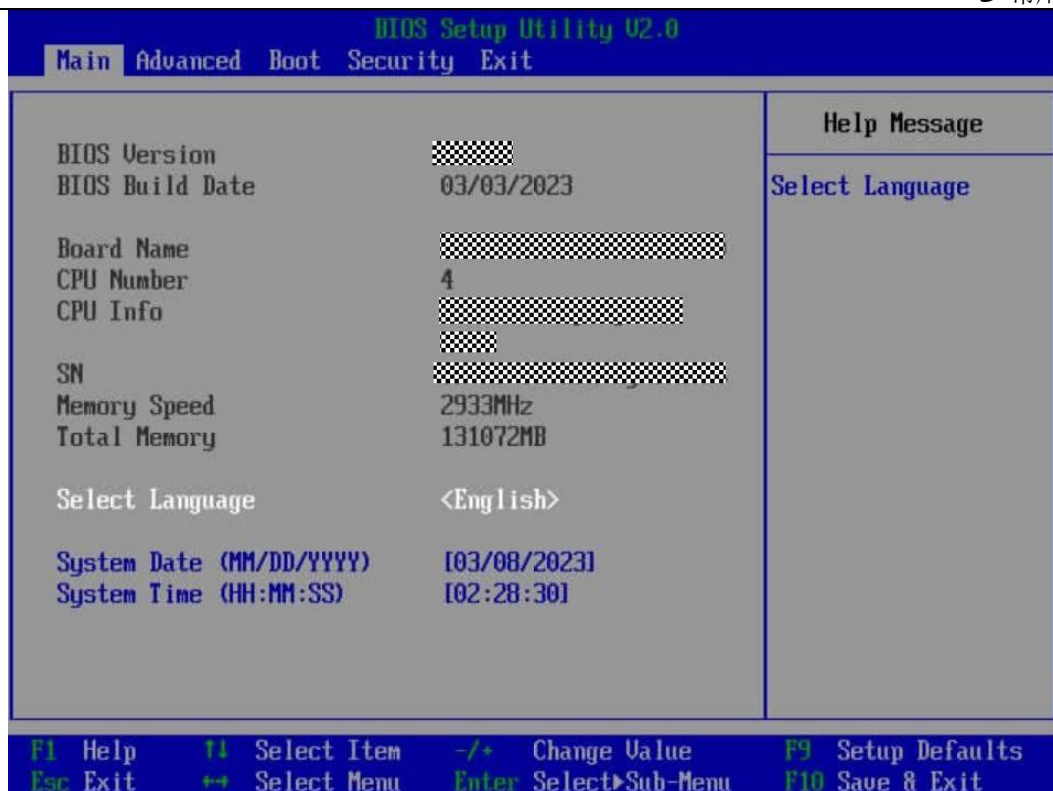 BIOS Setup Utility V2.0
Main Advanced Boot Security Exit
BIOS Version
BIOS Build Date 03/03/2023
Board Name
CPU Number 4
CPU Info
SN
Memory Speed 2933MHz
Total Memory 131072MB
Select Language <English>
System Date (MM/DD/YYYY) [03/08/2023]
System Time (HH:MM:SS) [02:28:30]
Help Message
Select Language
F1 Help ↑↓ Select Item -/+ Change Value F9 Setup Defaults
Esc Exit ↔ Select Menu Enter Select▶Sub-Menu F10 Save & Exit